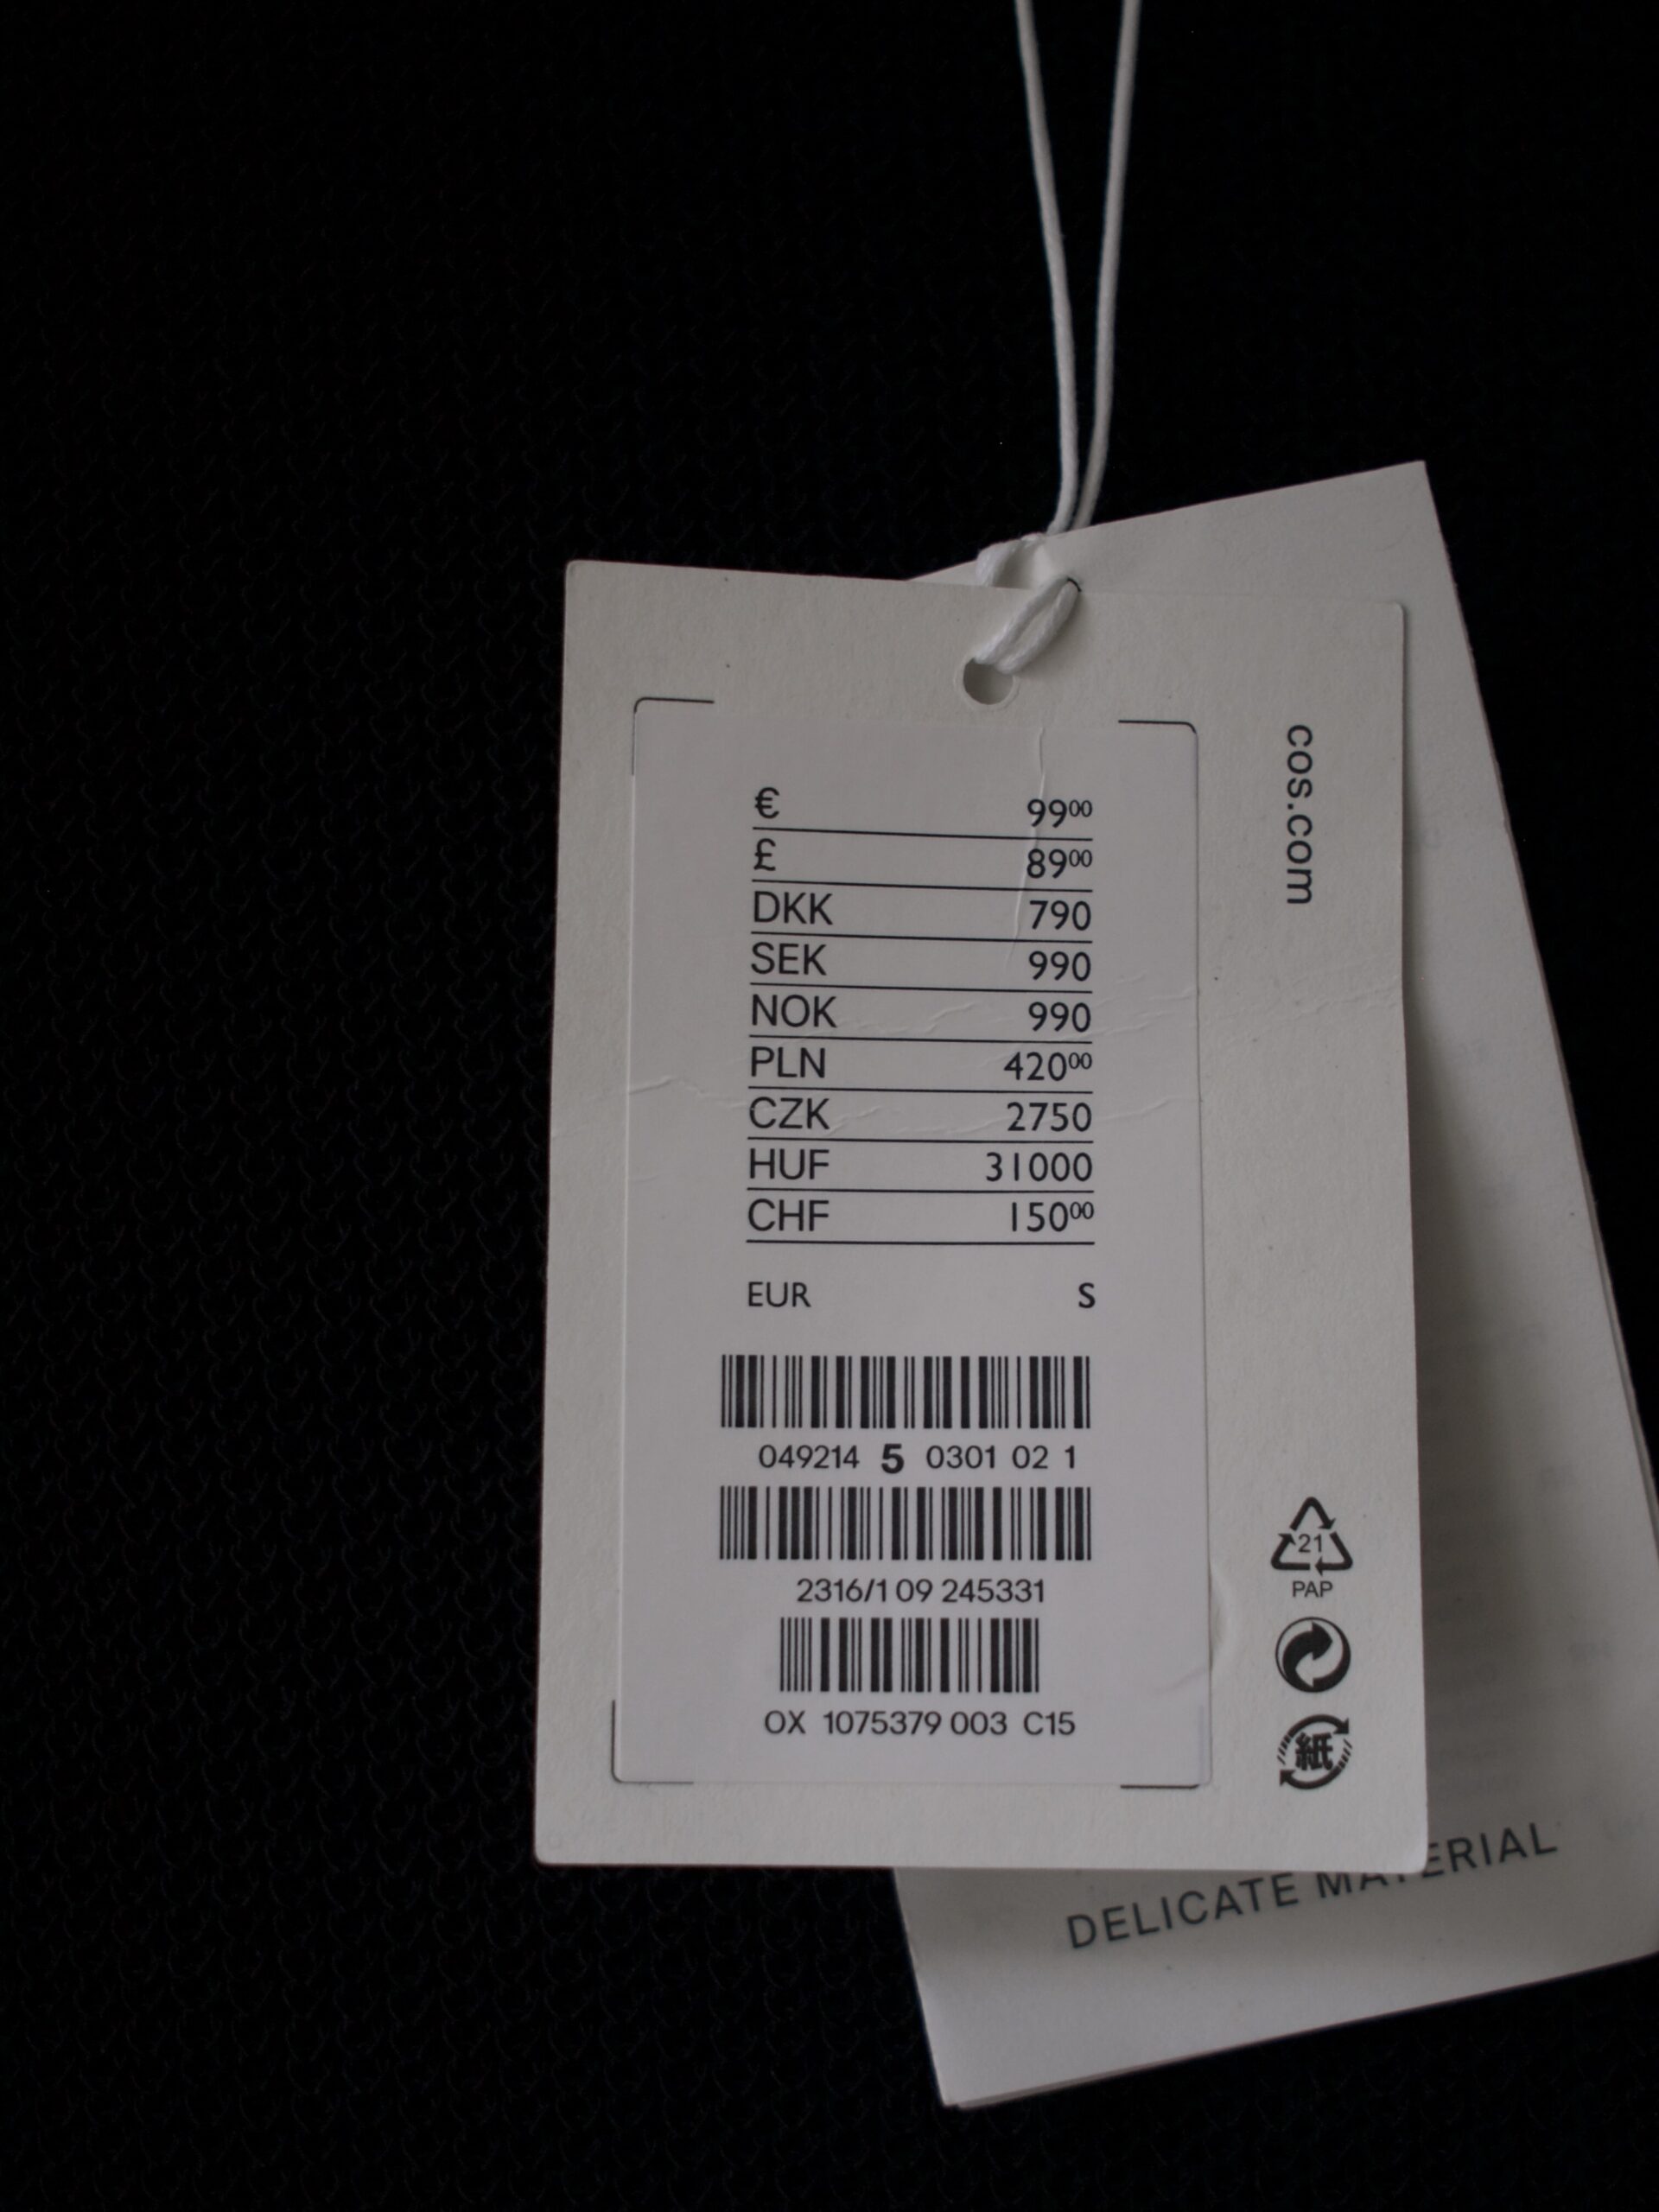 € 99⁰⁰
£ 89⁰⁰
DKK 790
SEK 990
NOK 990
PLN 420⁰⁰
CZK 2750
HUF 31000
CHF 150⁰⁰
EUR S
049214 5 0301 02 1
2316/1 09 245331
OX 1075379 003 C15
cos.com
21
PAP
紙
DELICATE MATERIAL